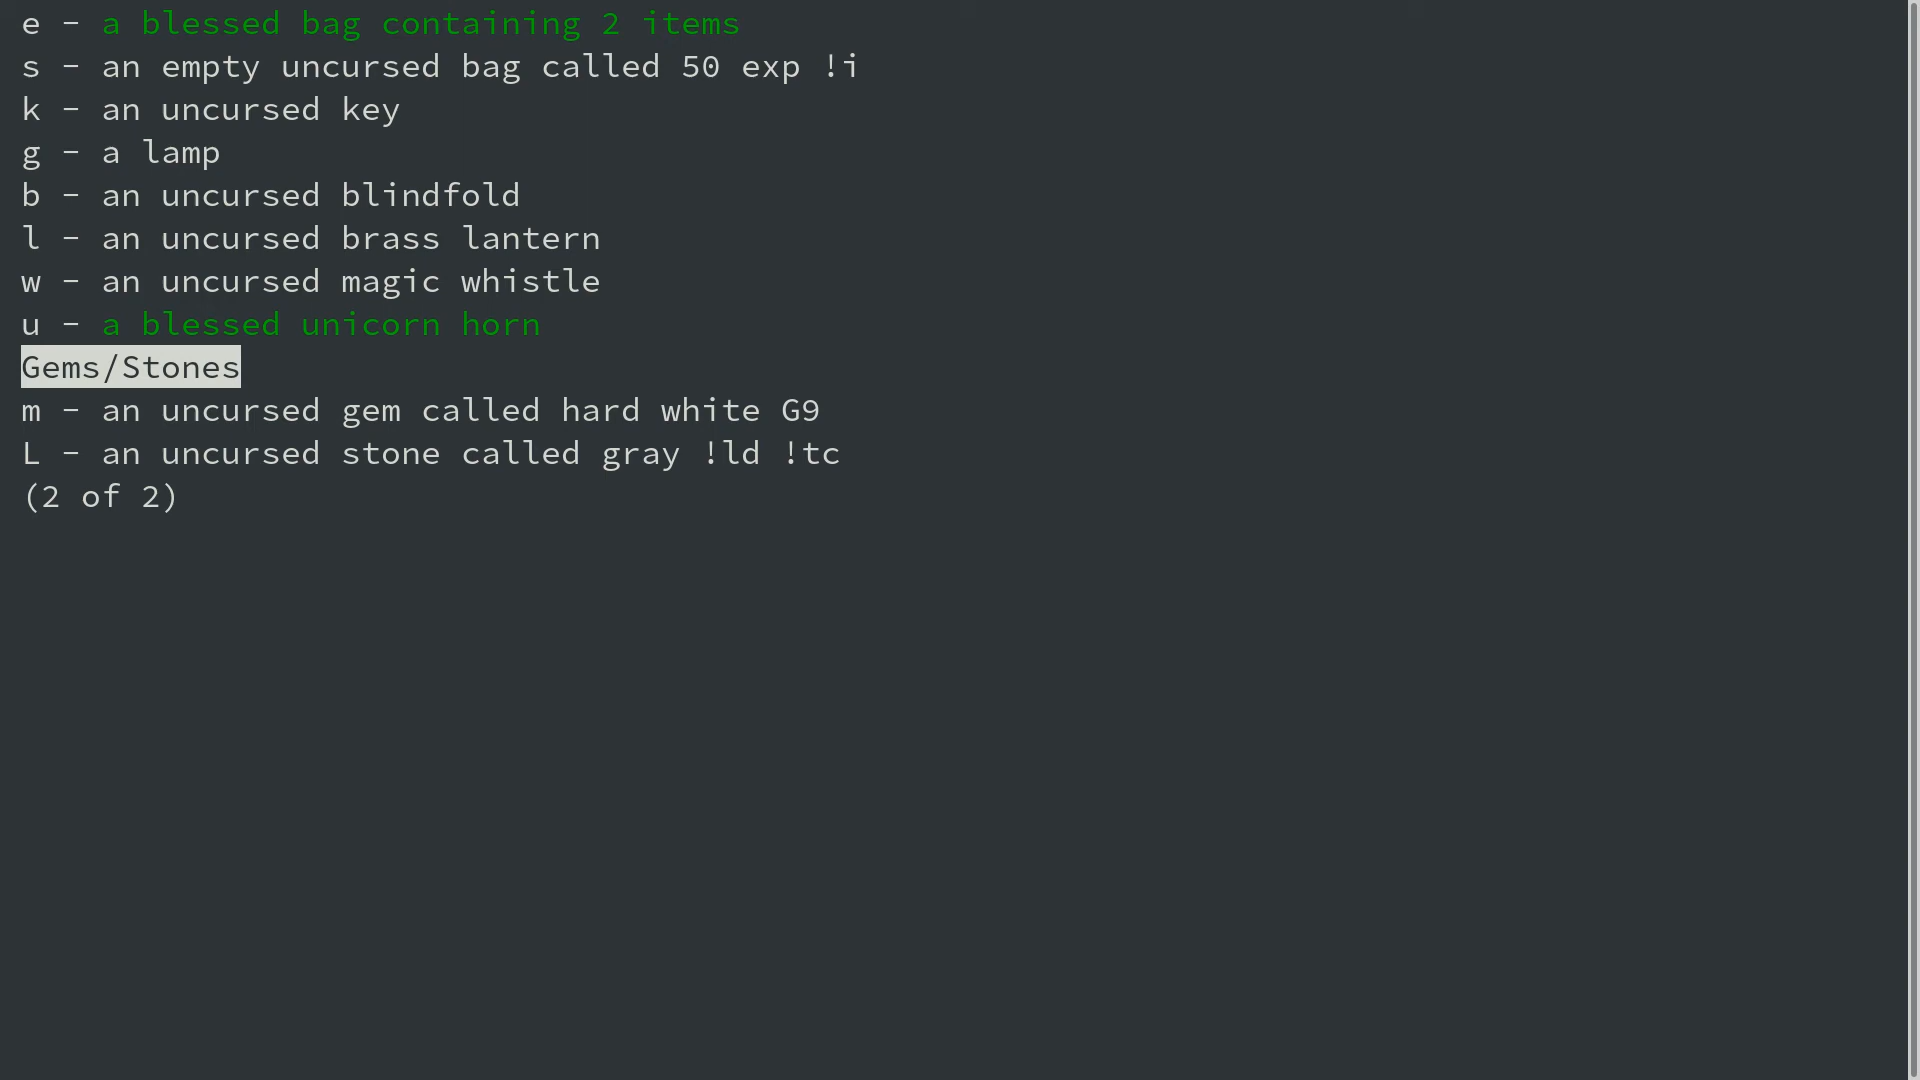 e - a blessed bag containing 2 items
s - an empty uncursed bag called 50 exp !i
k - an uncursed key
g - a lamp
b - an uncursed blindfold
l - an uncursed brass lantern
w - an uncursed magic whistle
u - a blessed unicorn horn
Gems/Stones
m - an uncursed gem called hard white G9
L - an uncursed stone called gray !ld !tc
(2 of 2)